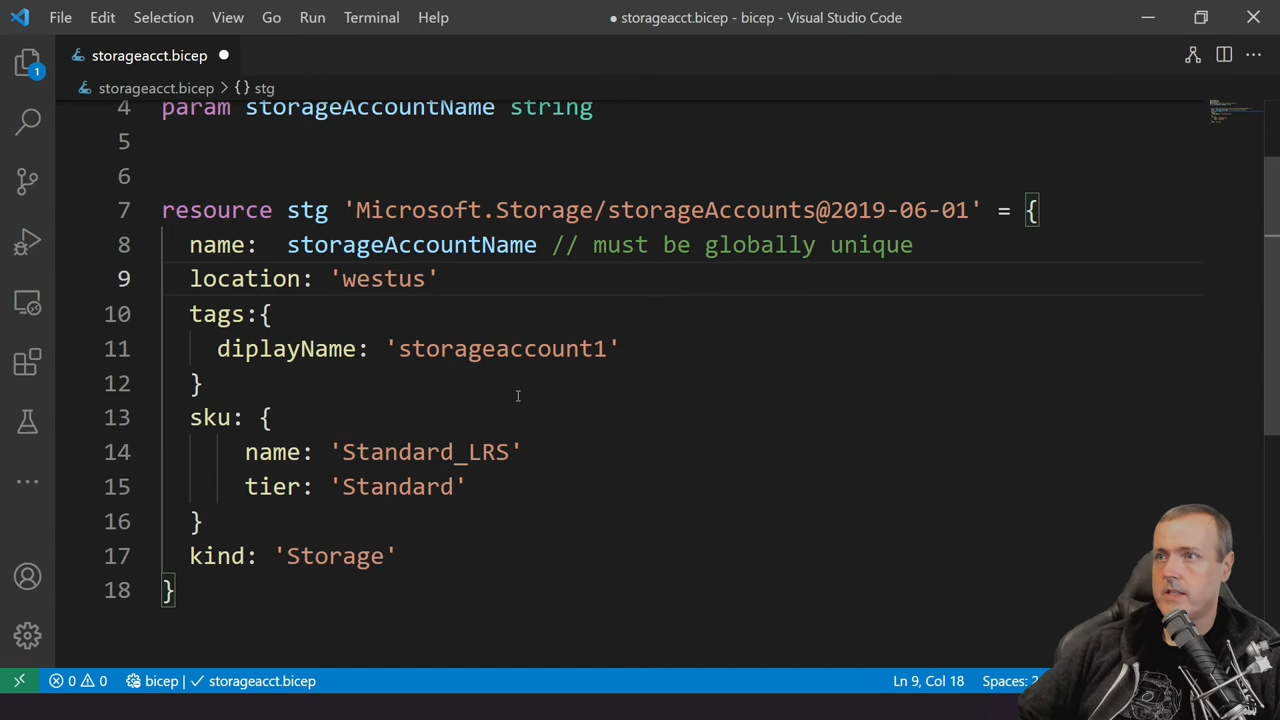 File Edit Selection View Go Run Terminal Help ● storageacct.bicep - bicep - Visual Studio Code
1
storageacct.bicep ●
storageacct.bicep > {} stg
4 param storageAccountName string
5
6
7 resource stg 'Microsoft.Storage/storageAccounts@2019-06-01' = {
8 name:  storageAccountName // must be globally unique
9 location: 'westus'
10 tags:{
11 diplayName: 'storageaccount1'
12 }
13 sku: {
14 name: 'Standard_LRS'
15 tier: 'Standard'
16 }
17 kind: 'Storage'
18 }
0 0 bicep ✓ storageacct.bicep Ln 9, Col 18 Spaces: